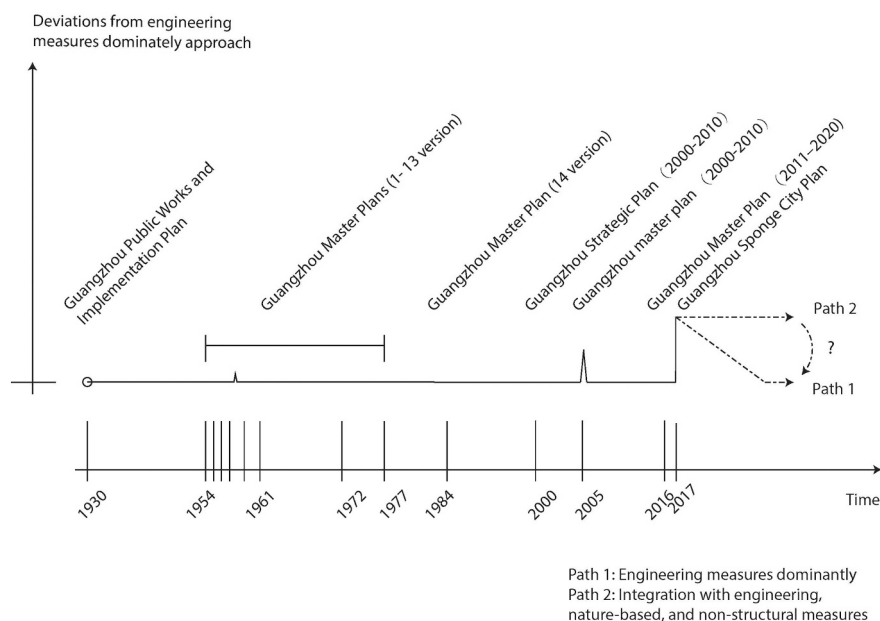 Deviations from engineering
measures dominately approach
Guangzhou Public Works and
Implementation Plan
Guangzhou Master Plans (1- 13 version)
Guangzhou Master Plan (14 version)
Guangzhou Strategic Plan （2000-2010）
Guangzhou master plan （2000-2010）
Guangzhou Master Plan （2011–2020）
Guangzhou Sponge City Plan
Path 2
?
Path 1
1930
1954
1961
1972
1977
1984
2000
2005
2016
2017
Time
Path 1: Engineering measures dominantly
Path 2: Integration with engineering,
nature-based, and non-structural measures